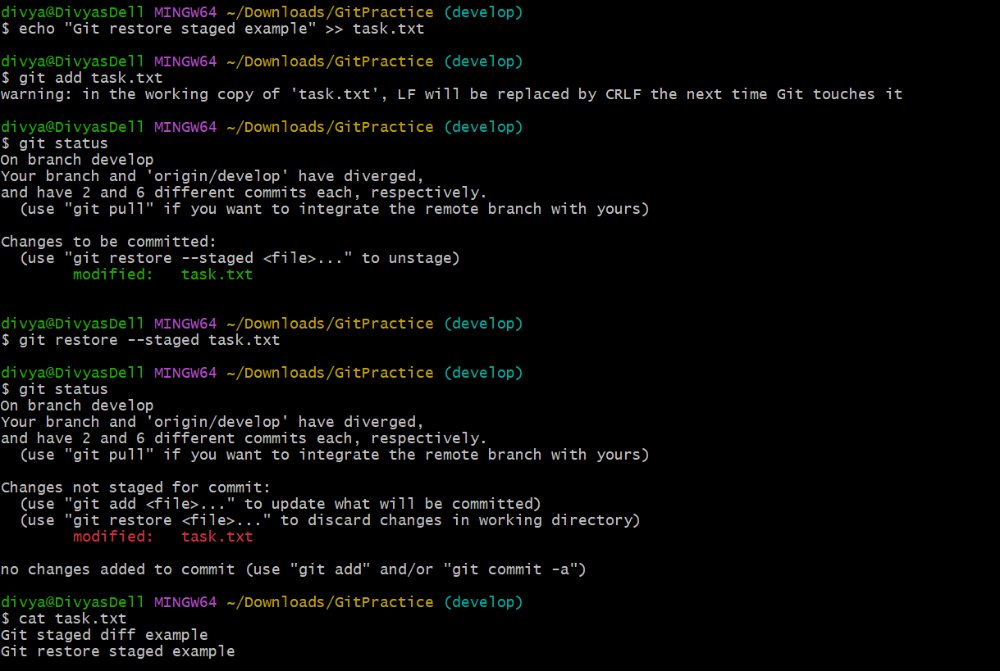 divya@DivyasDell MINGW64 ~/Downloads/GitPractice (develop)
$ echo "Git restore staged example" >> task.txt
divya@DivyasDell MINGW64 ~/Downloads/GitPractice (develop)
$ git add task.txt
warning: in the working copy of 'task.txt', LF will be replaced by CRLF the next time Git touches it
divya@DivyasDell MINGW64 ~/Downloads/GitPractice (develop)
$ git status
On branch develop
Your branch and 'origin/develop' have diverged,
and have 2 and 6 different commits each, respectively.
  (use "git pull" if you want to integrate the remote branch with yours)
Changes to be committed:
  (use "git restore --staged <file>..." to unstage)
        modified:   task.txt
divya@DivyasDell MINGW64 ~/Downloads/GitPractice (develop)
$ git restore --staged task.txt
divya@DivyasDell MINGW64 ~/Downloads/GitPractice (develop)
$ git status
On branch develop
Your branch and 'origin/develop' have diverged,
and have 2 and 6 different commits each, respectively.
  (use "git pull" if you want to integrate the remote branch with yours)
Changes not staged for commit:
  (use "git add <file>..." to update what will be committed)
  (use "git restore <file>..." to discard changes in working directory)
        modified:   task.txt
no changes added to commit (use "git add" and/or "git commit -a")
divya@DivyasDell MINGW64 ~/Downloads/GitPractice (develop)
$ cat task.txt
Git staged diff example
Git restore staged example